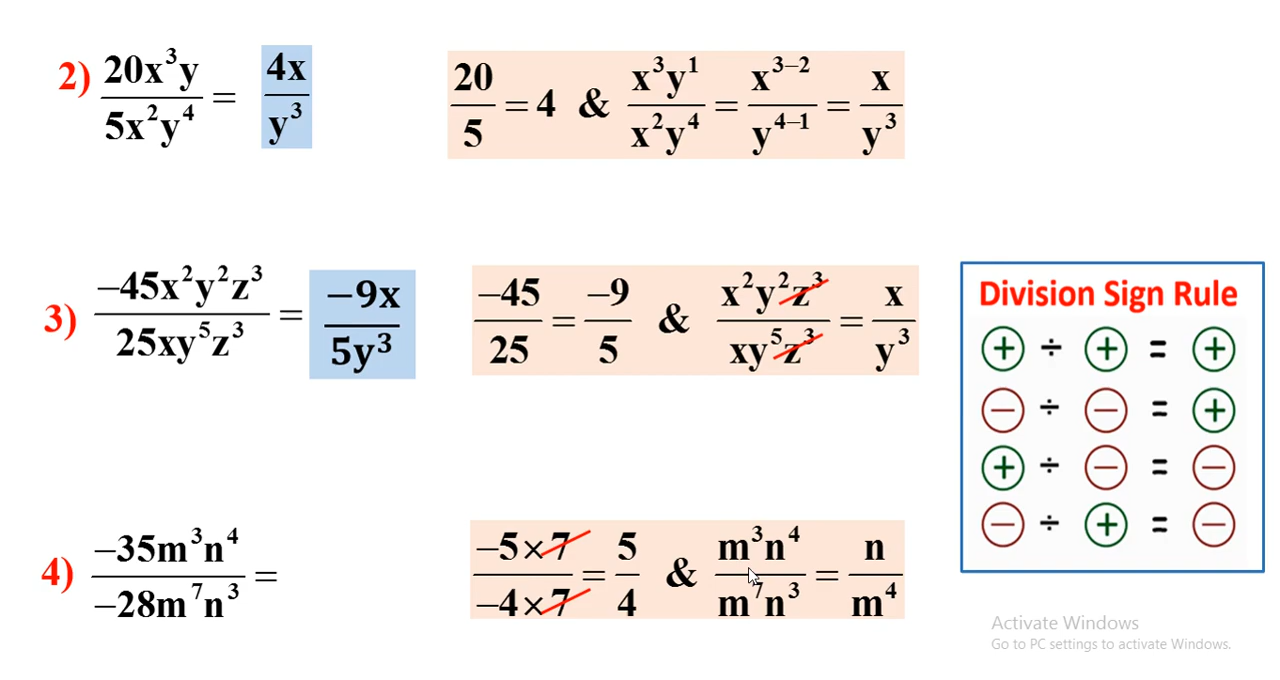 2) 20x³y / 5x²y⁴ = 4x / y³
20 / 5 = 4 & x³y¹ / x²y⁴ = x³⁻² / y⁴⁻¹ = x / y³
3) –45x²y²z³ / 25xy⁵z³ = –9x / 5y³
–45 / 25 = –9 / 5 & x²y²z³ / xy⁵z³ = x / y³
Division Sign Rule
+ ÷ + = +
− ÷ − = +
+ ÷ − = −
− ÷ + = −
4) –35m³n⁴ / –28m⁷n³ =
–5×7 / –4×7 = 5 / 4 & m³n⁴ / m⁷n³ = n / m⁴
Activate Windows
Go to PC settings to activate Windows.